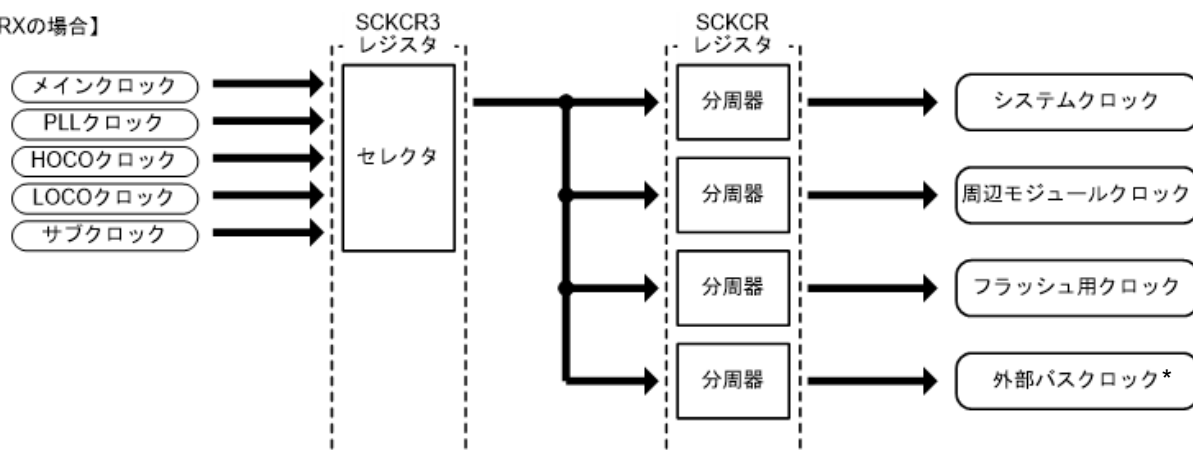 RXの場合】
SCKCR3
レジスタ
SCKCR
レジスタ
メインクロック
PLLクロック
HOCOクロック
LOCOクロック
サブクロック
セレクタ
分周器
分周器
分周器
分周器
システムクロック
周辺モジュールクロック
フラッシュ用クロック
外部バスクロック*